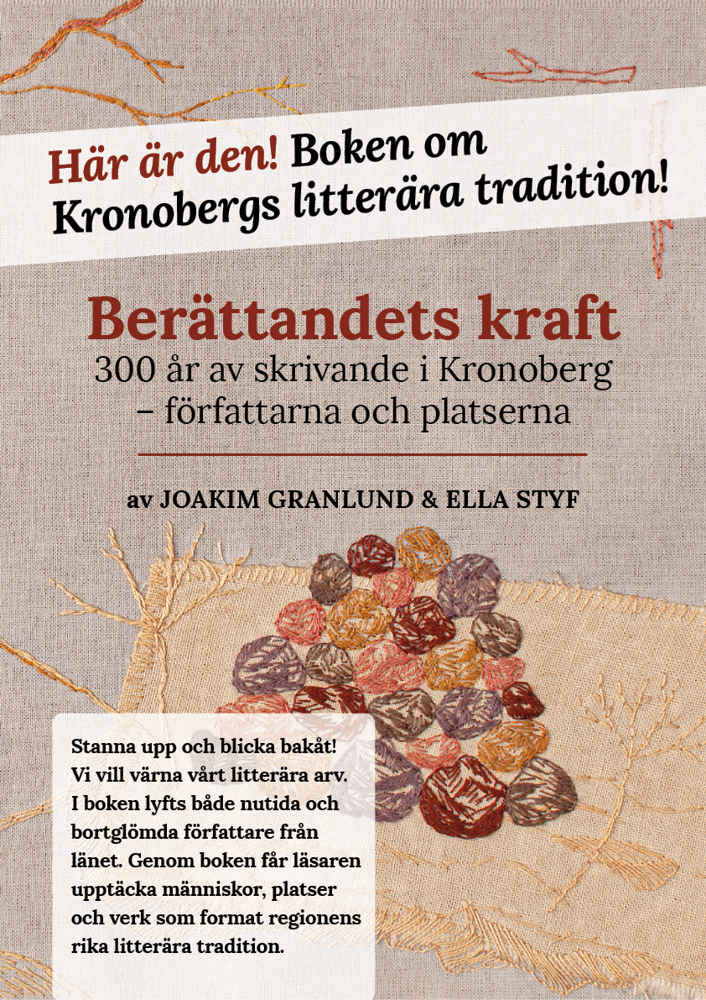 Här är den! Boken om
Kronobergs litterära tradition!
Berättandets kraft
300 år av skrivande i Kronoberg
– författarna och platserna
av JOAKIM GRANLUND & ELLA STYF
Stanna upp och blicka bakåt!
Vi vill värna vårt litterära arv.
I boken lyfts både nutida och
bortglömda författare från
länet. Genom boken får läsaren
upptäcka människor, platser
och verk som format regionens
rika litterära tradition.